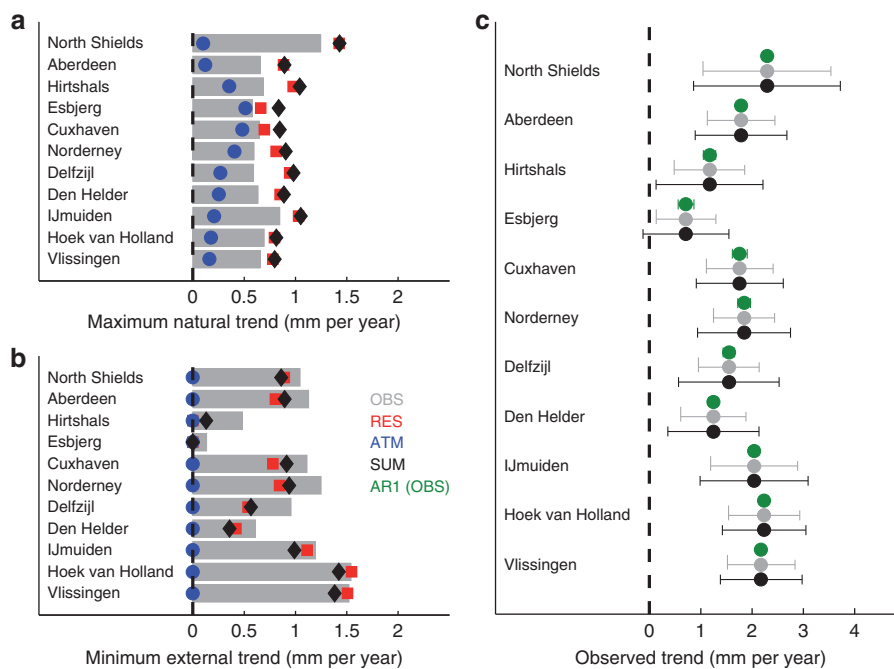 a
North Shields
Aberdeen
Hirtshals
Esbjerg
Cuxhaven
Norderney
Delfzijl
Den Helder
IJmuiden
Hoek van Holland
Vlissingen
0 0.5 1 1.5 2
Maximum natural trend (mm per year)
b
North Shields
Aberdeen
Hirtshals
Esbjerg
Cuxhaven
Norderney
Delfzijl
Den Helder
IJmuiden
Hoek van Holland
Vlissingen
OBS
RES
ATM
SUM
AR1 (OBS)
0 0.5 1 1.5 2
Minimum external trend (mm per year)
c
North Shields
Aberdeen
Hirtshals
Esbjerg
Cuxhaven
Norderney
Delfzijl
Den Helder
IJmuiden
Hoek van Holland
Vlissingen
0 1 2 3 4
Observed trend (mm per year)